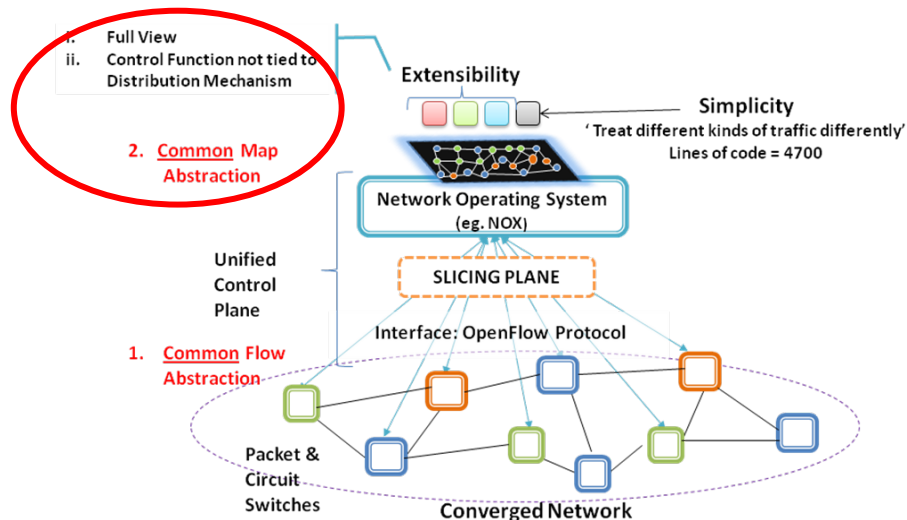 i. Full View
ii. Control Function not tied to
Distribution Mechanism
Extensibility
Simplicity
‘ Treat different kinds of traffic differently’
Lines of code = 4700
2. Common Map
Abstraction
Network Operating System
(eg. NOX)
Unified
Control
Plane
SLICING PLANE
Interface: OpenFlow Protocol
1. Common Flow
Abstraction
Packet &
Circuit
Switches
Converged Network